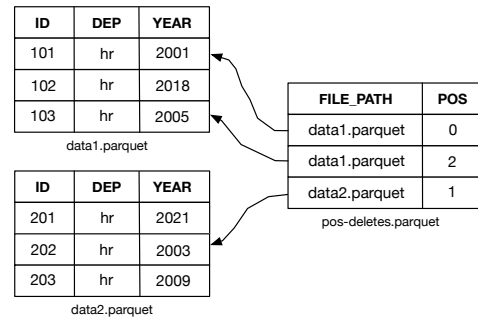 ID DEP YEAR
101 hr 2001
102 hr 2018
103 hr 2005
data1.parquet
ID DEP YEAR
201 hr 2021
202 hr 2003
203 hr 2009
data2.parquet
FILE_PATH POS
data1.parquet 0
data1.parquet 2
data2.parquet 1
pos-deletes.parquet